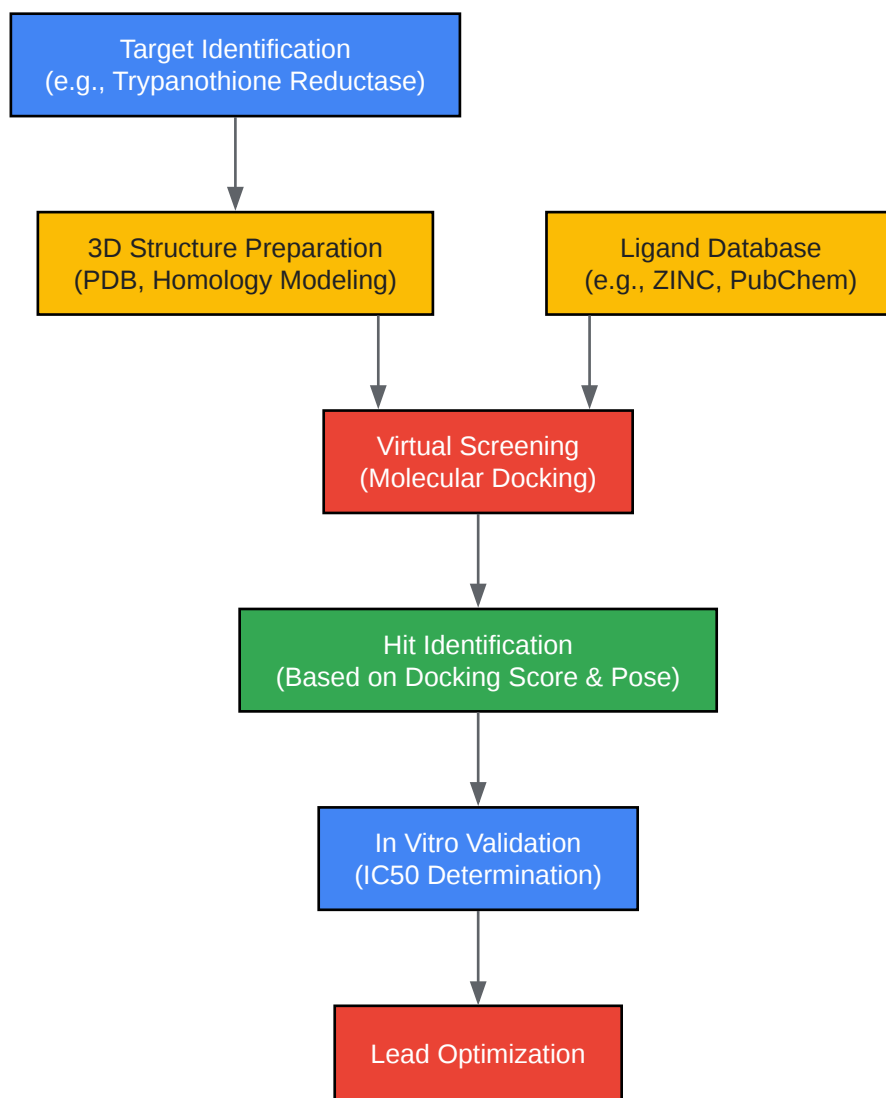 Target Identification
(e.g., Trypanothione Reductase)
3D Structure Preparation
(PDB, Homology Modeling)
Ligand Database
(e.g., ZINC, PubChem)
Virtual Screening
(Molecular Docking)
Hit Identification
(Based on Docking Score & Pose)
In Vitro Validation
(IC50 Determination)
Lead Optimization